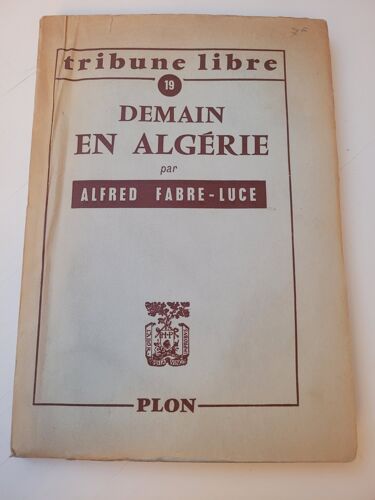 tribune libre
19
DEMAIN
EN ALGÉRIE
par
ALFRED FABRE-LUCE
PLON